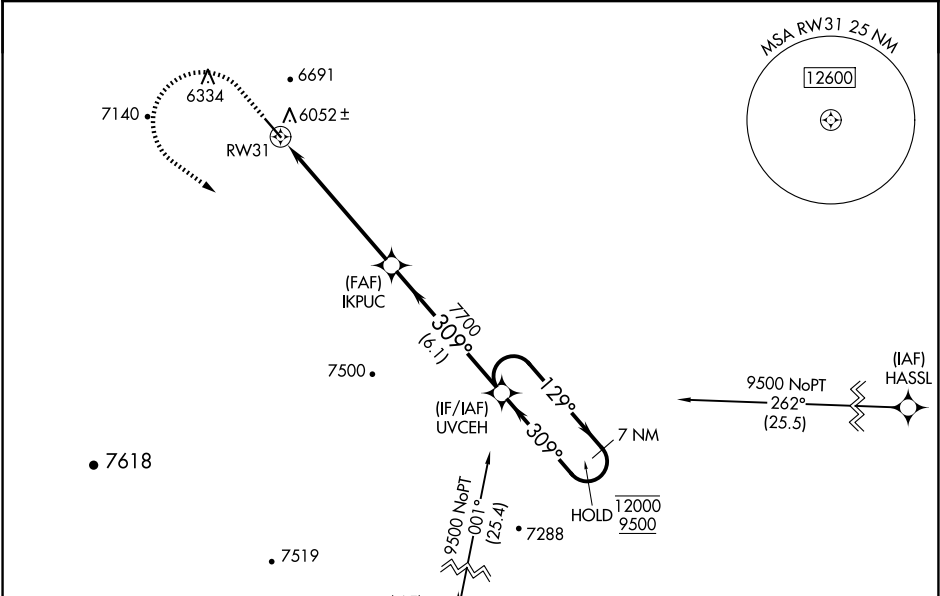 MSA RW31 25 NM
12600
6691
6334
7140
6052 ±
RW31
(FAF)
IKPUC
7700
309°
(6.1)
7500
(IF/IAF)
UVCEH
129°
309°
7 NM
HOLD
12000
9500
9500 NoPT
262°
(25.5)
(IAF)
HASSL
7618
9500 NoPT
001°
(25.4)
7288
7519